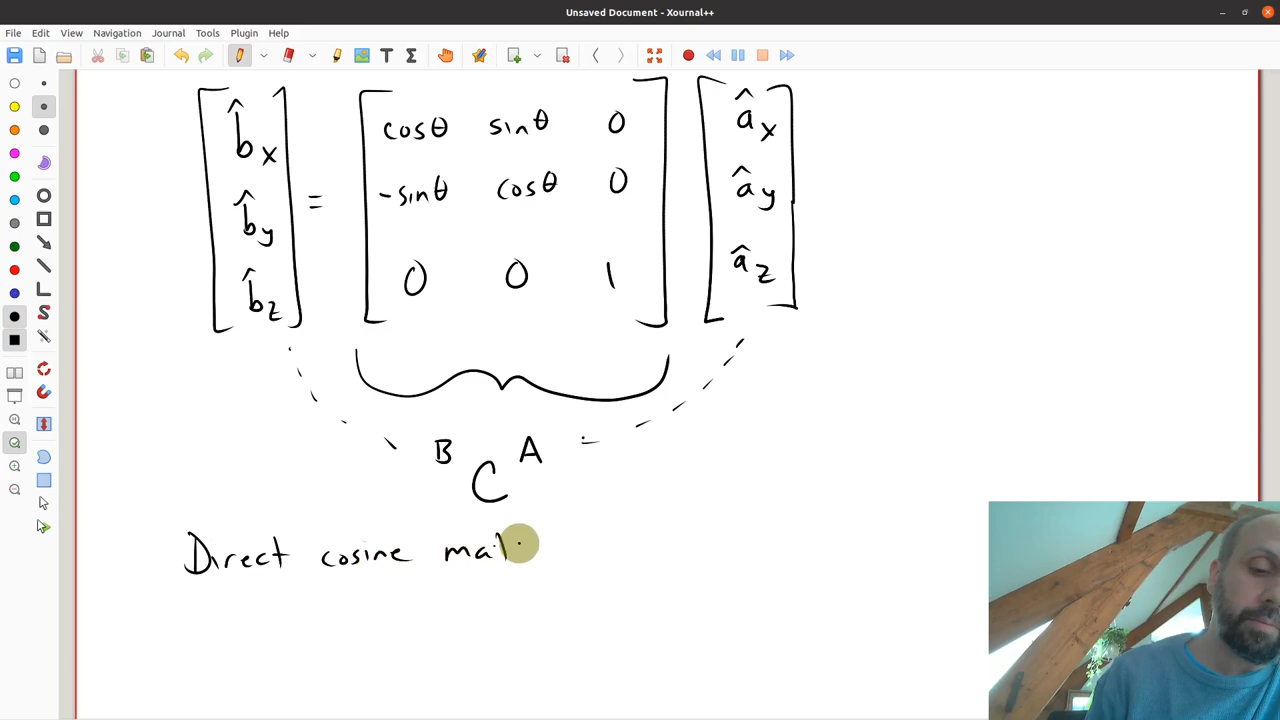 Unsaved Document - Xournal++
File Edit View Navigation Journal Tools Plugin Help
b̂x cosθ sinθ 0 âx
b̂y = -sinθ cosθ 0 ây
b̂z 0 0 1 âz
B C A
Direct cosine mat